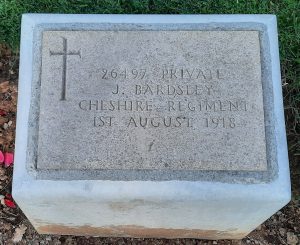 26497 PRIVATE
J. BARDSLEY
CHESHIRE REGIMENT
1ST AUGUST 1918